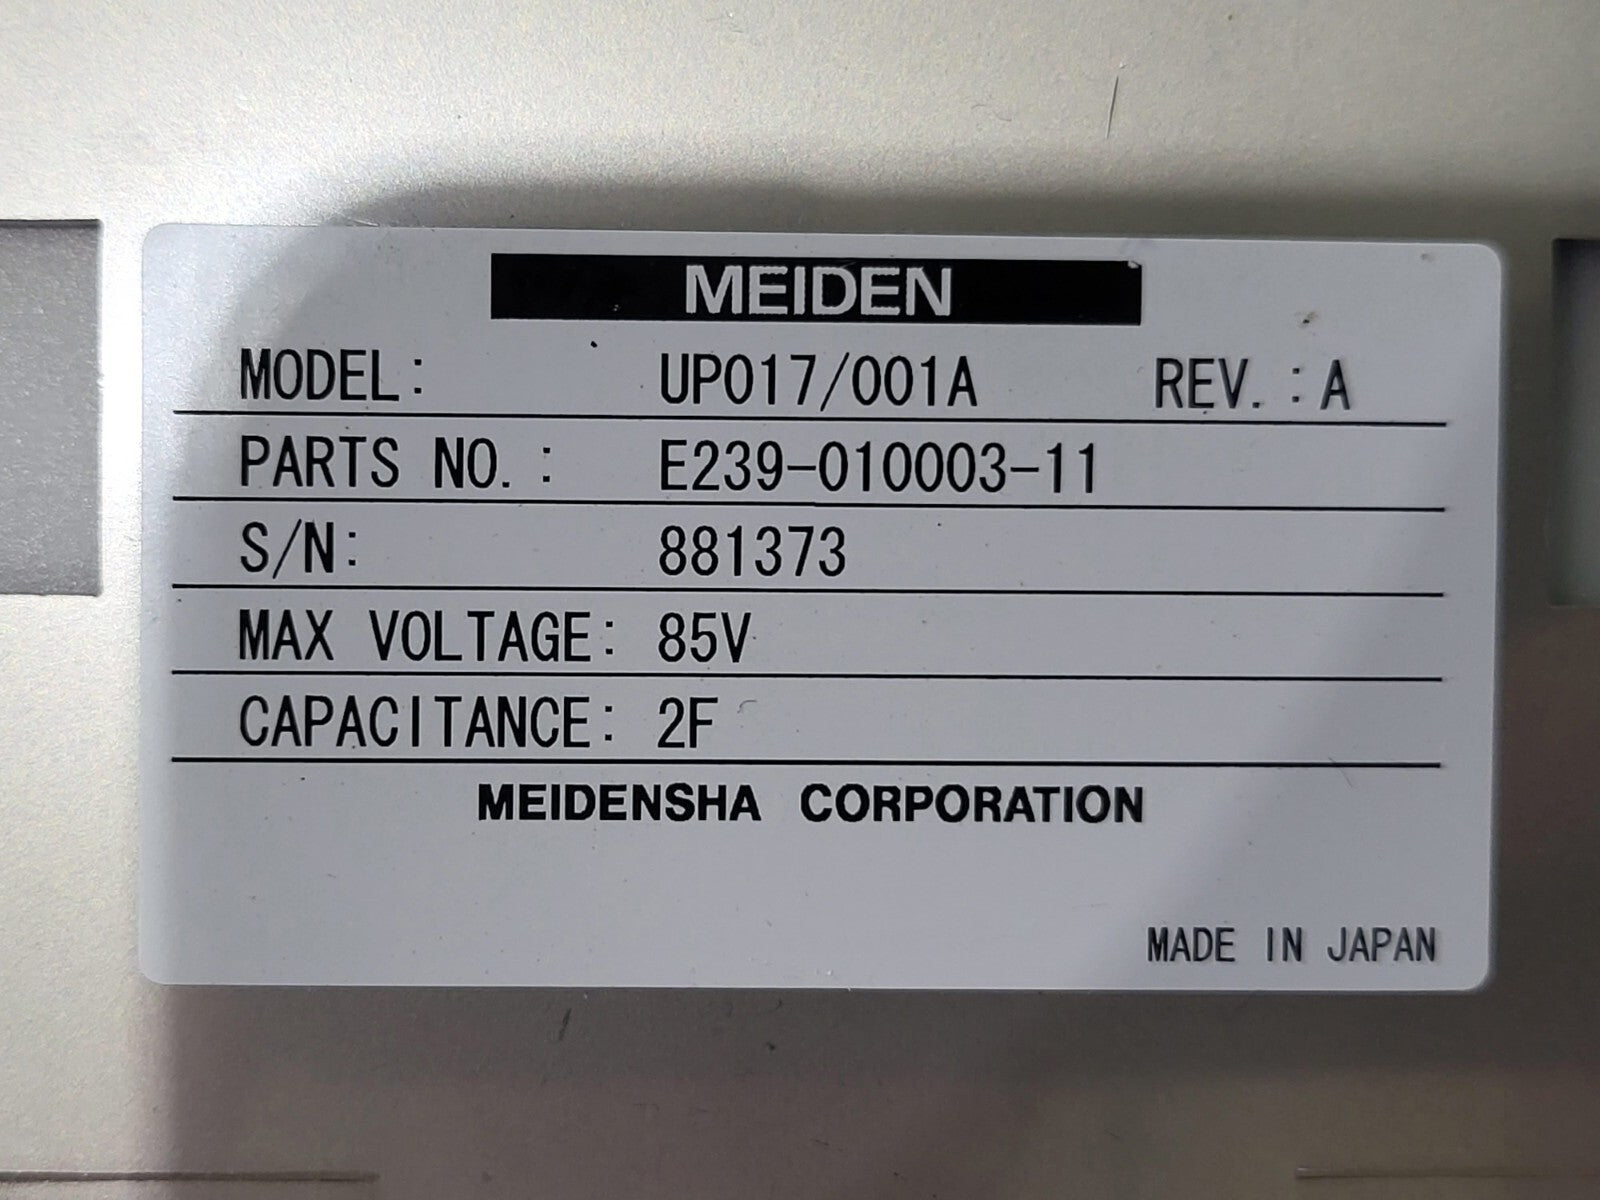 MEIDEN
MODEL: UP017/001A REV.:A
PARTS NO.: E239-010003-11
S/N: 881373
MAX VOLTAGE: 85V
CAPACITANCE: 2F
MEIDENSHA CORPORATION
MADE IN JAPAN